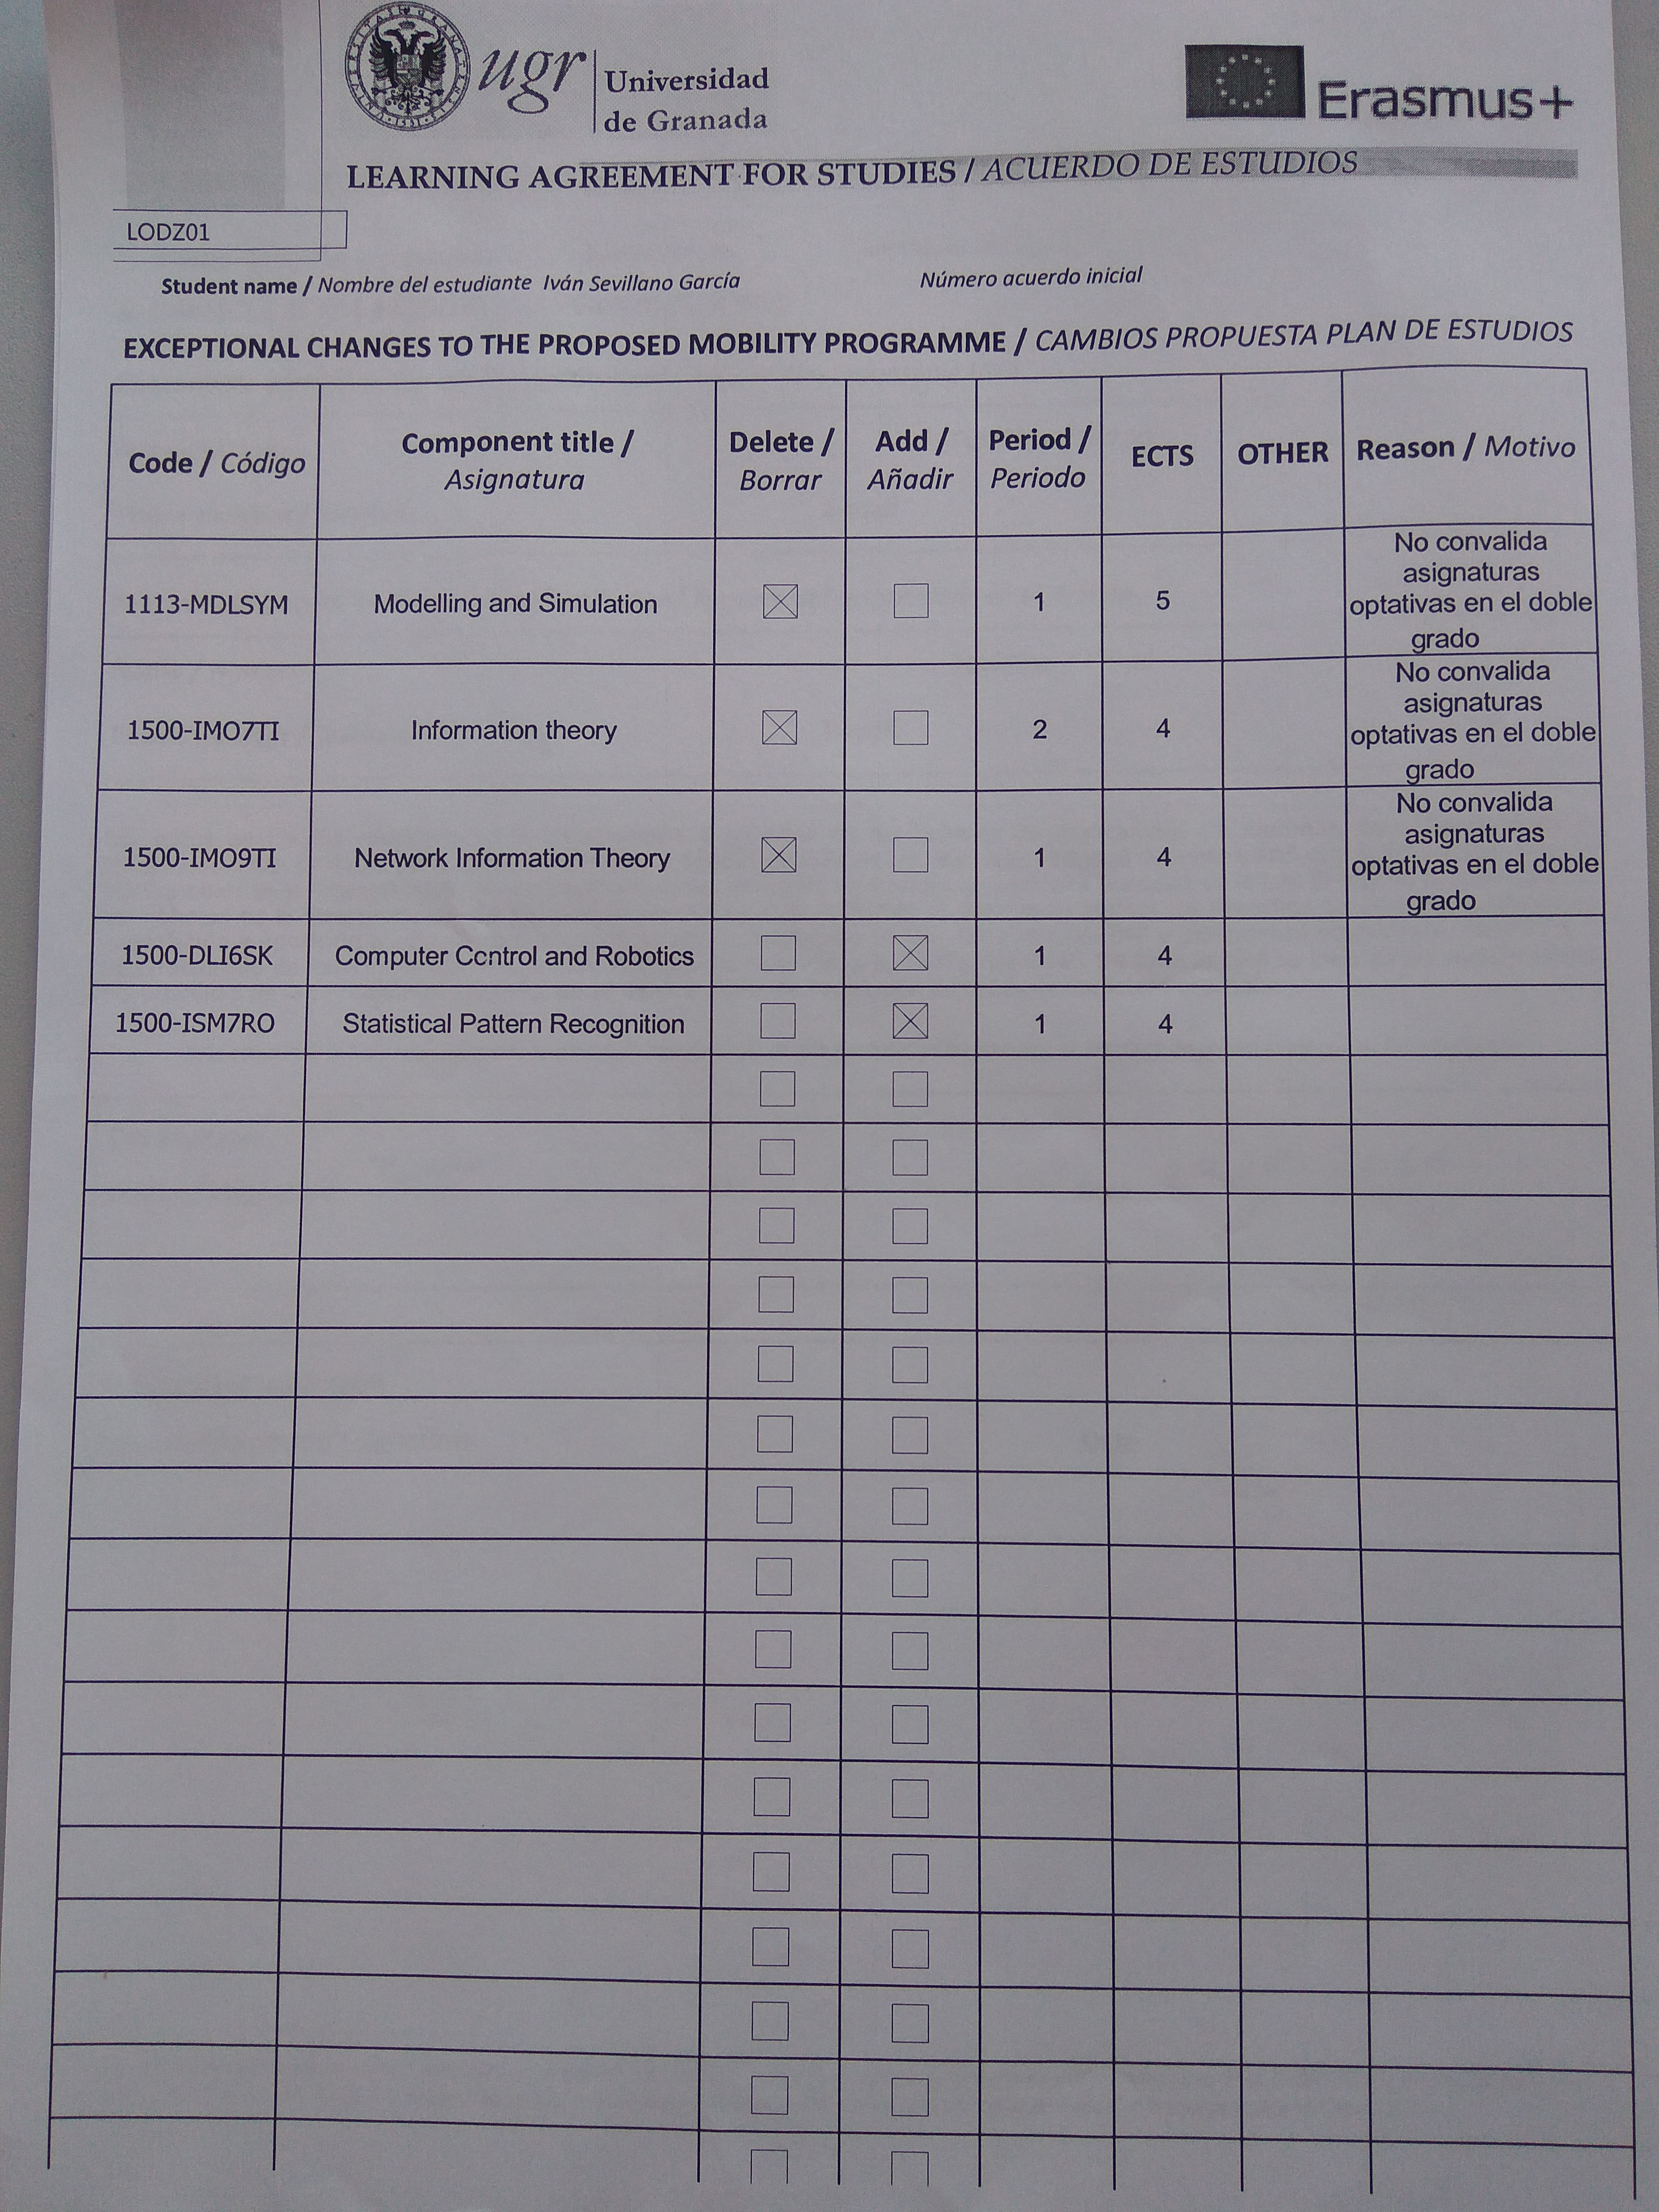 ugr
Universidad
de Granada
Erasmus+
LEARNING AGREEMENT FOR STUDIES / ACUERDO DE ESTUDIOS
LODZ01
Student name / Nombre del estudiante Iván Sevillano García Número acuerdo inicial
EXCEPTIONAL CHANGES TO THE PROPOSED MOBILITY PROGRAMME / CAMBIOS PROPUESTA PLAN DE ESTUDIOS
Code / Código
Component title /
Asignatura
Delete /
Borrar
Add /
Añadir
Period /
Periodo
ECTS
OTHER
Reason / Motivo
1113-MDLSYM
Modelling and Simulation
1
5
No convalida
asignaturas
optativas en el doble
grado
1500-IMO7TI
Information theory
2
4
No convalida
asignaturas
optativas en el doble
grado
1500-IMO9TI
Network Information Theory
1
4
No convalida
asignaturas
optativas en el doble
grado
1500-DLI6SK
Computer Control and Robotics
1
4
1500-ISM7RO
Statistical Pattern Recognition
1
4